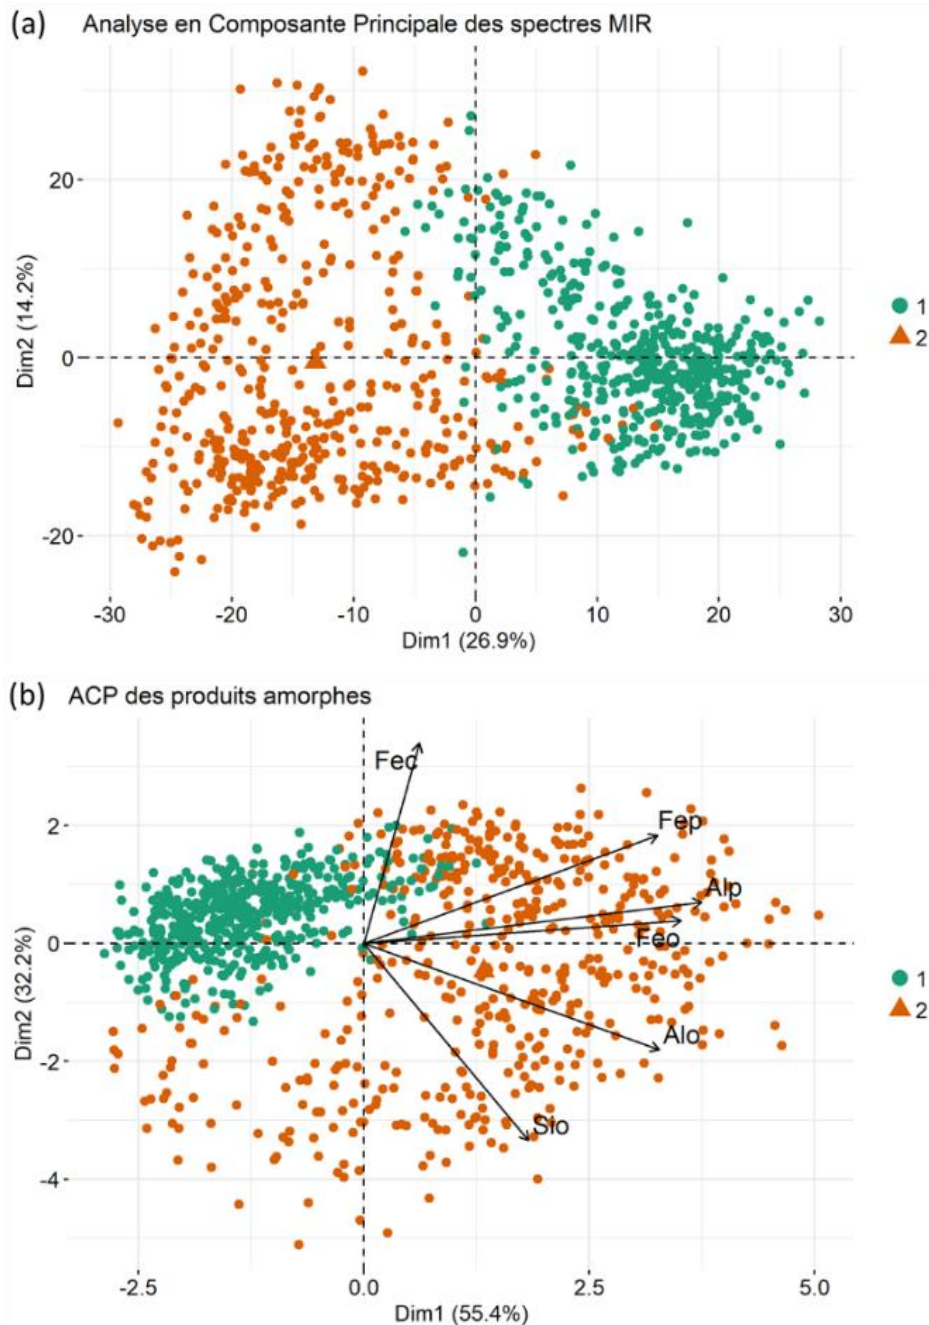 (a) Analyse en Composante Principale des spectres MIR
20
0
-20
Dim2 (14.2%)
-30 -20 -10 0 10 20 30
Dim1 (26.9%)
1
2
(b) ACP des produits amorphes
Fec
Fep
Alp
Feo
Alo
Sio
2
0
-2
-4
Dim2 (32.2%)
-2.5 0.0 2.5 5.0
Dim1 (55.4%)
1
2